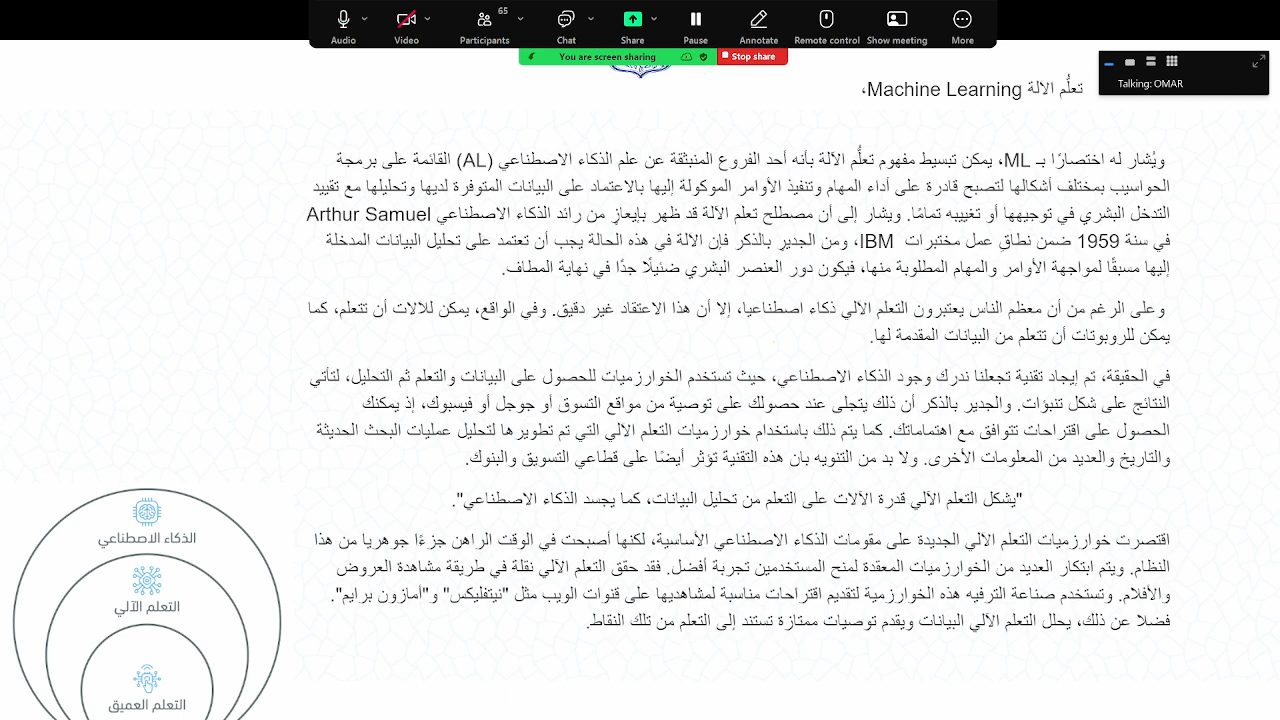 65
Audio
Video
Participants
Chat
Share
Pause
Annotate
Remote control
Show meeting
More
You are screen sharing
Stop share
Talking: OMAR
تعلُّم الآلة Machine Learning،
ويُشار له اختصارًا بـ ML، يمكن تبسيط مفهوم تعلُّم الآلة بأنه أحد الفروع المنبثقة عن علم الذكاء الاصطناعي (AL) القائمة على برمجة
الحواسيب بمختلف أشكالها لتصبح قادرة على أداء المهام وتنفيذ الأوامر الموكولة إليها بالاعتماد على البيانات المتوفرة لديها وتحليلها مع تقييد
التدخل البشري في توجيهها أو تغييبه تمامًا. ويشار إلى أن مصطلح تعلم الآلة قد ظهر بإيعازٍ من رائد الذكاء الاصطناعي Arthur Samuel
في سنة 1959 ضمن نطاقِ عمل مختبرات IBM، ومن الجديرِ بالذكر فإن الآلة في هذه الحالة يجب أن تعتمد على تحليل البيانات المدخلة
إليها مسبقًا لمواجهة الأوامر والمهام المطلوبة منها، فيكون دور العنصر البشري ضئيلًا جدًا في نهاية المطاف.
وعلى الرغم من أن معظم الناس يعتبرون التعلم الآلي ذكاء اصطناعيا، إلا أن هذا الاعتقاد غير دقيق. وفي الواقع، يمكن للآلات أن تتعلم، كما
يمكن للروبوتات أن تتعلم من البيانات المقدمة لها.
في الحقيقة، تم إيجاد تقنية تجعلنا ندرك وجود الذكاء الاصطناعي، حيث تستخدم الخوارزميات للحصول على البيانات والتعلم ثم التحليل، لتأتي
النتائج على شكل تنبؤات. والجدير بالذكر أن ذلك يتجلى عند حصولك على توصية من مواقع التسوق أو جوجل أو فيسبوك، إذ يمكنك
الحصول على اقتراحات تتوافق مع اهتماماتك. كما يتم ذلك باستخدام خوارزميات التعلم الآلي التي تم تطويرها لتحليل عمليات البحث الحديثة
والتاريخ والعديد من المعلومات الأخرى. ولا بد من التنويه بان هذه التقنية تؤثر أيضًا على قطاعي التسويق والبنوك.
"يشكل التعلم الآلي قدرة الآلات على التعلم من تحليل البيانات، كما يجسد الذكاء الاصطناعي".
اقتصرت خوارزميات التعلم الآلي الجديدة على مقومات الذكاء الاصطناعي الأساسية، لكنها أصبحت في الوقت الراهن جزءًا جوهريا من هذا
النظام. ويتم ابتكار العديد من الخوارزميات المعقدة لمنح المستخدمين تجربة أفضل. فقد حقق التعلم الآلي نقلة في طريقة مشاهدة العروض
والأفلام. وتستخدم صناعة الترفيه هذه الخوارزمية لتقديم اقتراحات مناسبة لمشاهديها على قنوات الويب مثل "نيتفليكس" و"أمازون برايم".
فضلا عن ذلك، يحلل التعلم الآلي البيانات ويقدم توصيات ممتازة تستند إلى التعلم من تلك النقاط.
الذكاء الاصطناعي
التعلم الآلي
التعلم العميق